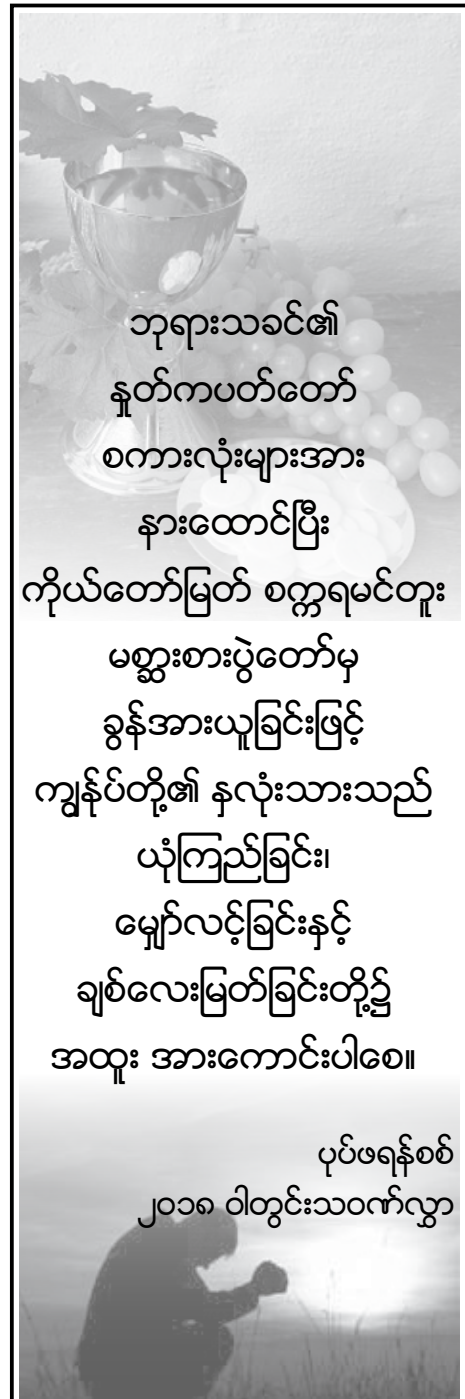 ဘုရားသခင်၏
နှုတ်ကပတ်တော်
စကားလုံးများအား
နားထောင်ပြီး
ကိုယ်တော်မြတ် စက္ကရမင်တူး
မစ္ဆားစားပွဲတော်မှ
ခွန်အားယူခြင်းဖြင့်
ကျွန်ုပ်တို့၏ နှလုံးသားသည်
ယုံကြည်ခြင်း၊
မျှော်လင့်ခြင်းနှင့်
ချစ်လေးမြတ်ခြင်းတို့၌
အထူး အားကောင်းပါစေ။
ပုပ်ဖရန်စစ်
၂၀၁၈ ဝါတွင်းသဝဏ်လွှာ